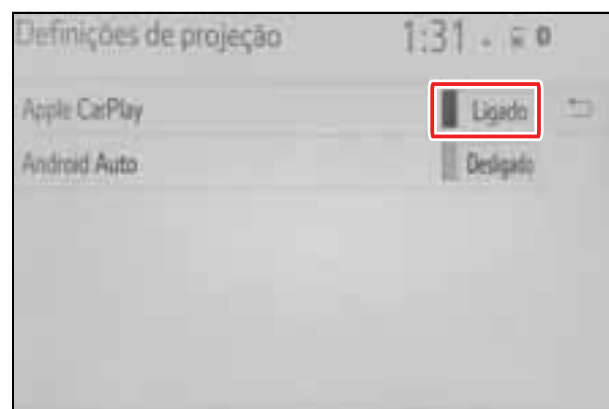 Definições de projeção 1:31
Apple CarPlay Ligado
Android Auto Desligado